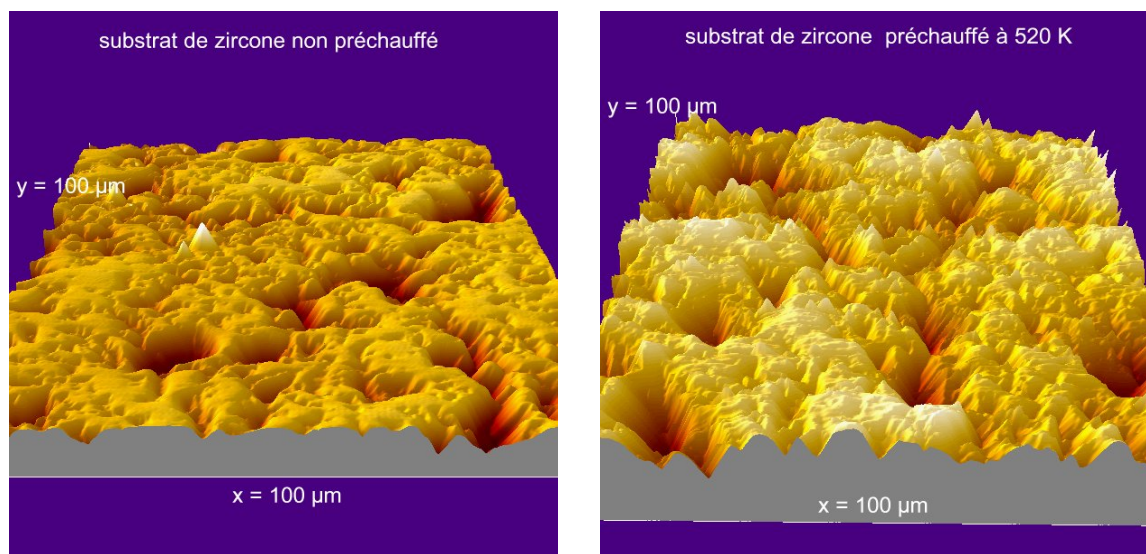 substrat de zircone non préchauffé
y = 100 µm
x = 100 µm
substrat de zircone préchauffé à 520 K
y = 100 µm
x = 100 µm